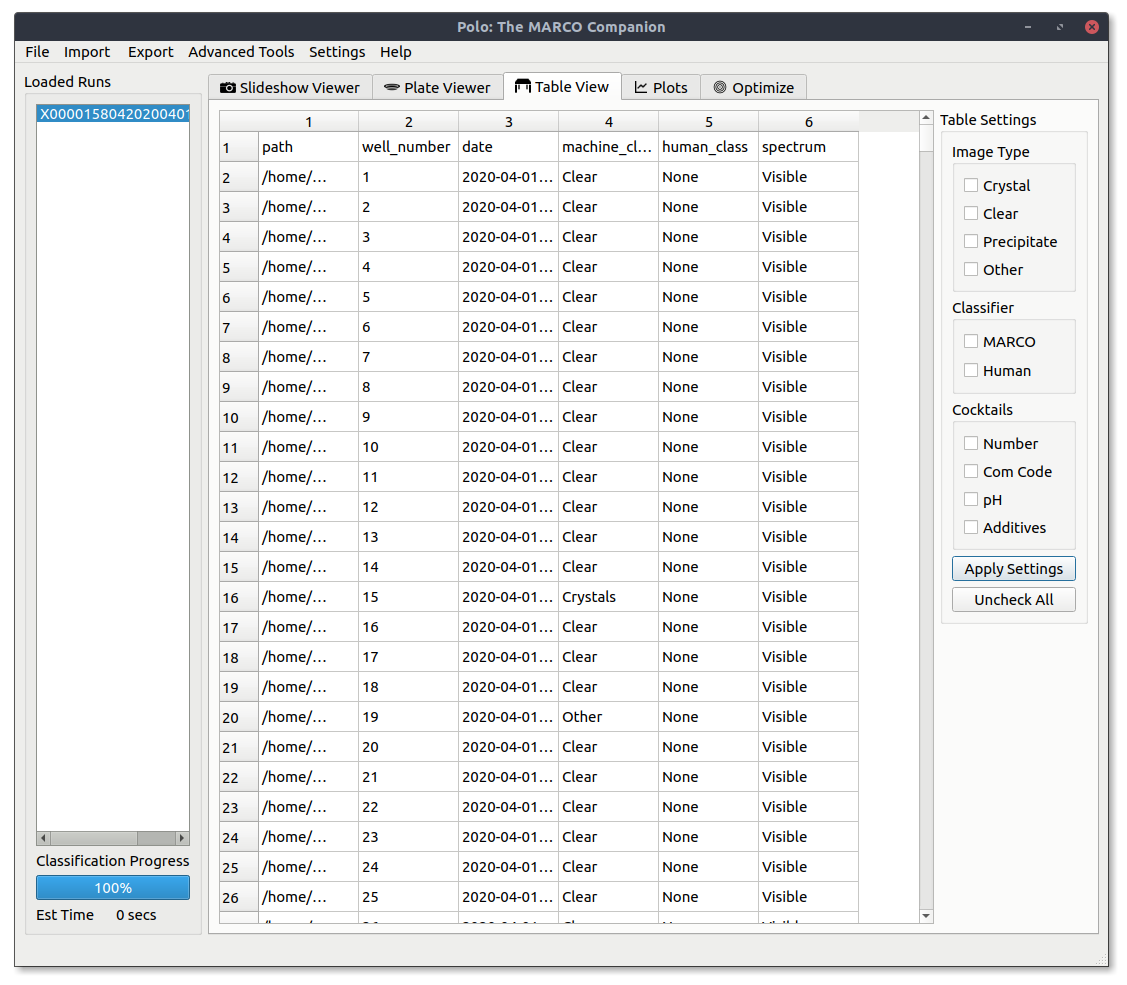 Polo: The MARCO Companion
File Import Export Advanced Tools Settings Help
Loaded Runs
X00001580420200401
Classification Progress
100%
Est Time 0 secs
Slideshow Viewer Plate Viewer Table View Plots Optimize
1 2 3 4 5 6
1 path well_number date machine_cl... human_class spectrum
2 /home/... 1 2020-04-01... Clear None Visible
3 /home/... 2 2020-04-01... Clear None Visible
4 /home/... 3 2020-04-01... Clear None Visible
5 /home/... 4 2020-04-01... Clear None Visible
6 /home/... 5 2020-04-01... Clear None Visible
7 /home/... 6 2020-04-01... Clear None Visible
8 /home/... 7 2020-04-01... Clear None Visible
9 /home/... 8 2020-04-01... Clear None Visible
10 /home/... 9 2020-04-01... Clear None Visible
11 /home/... 10 2020-04-01... Clear None Visible
12 /home/... 11 2020-04-01... Clear None Visible
13 /home/... 12 2020-04-01... Clear None Visible
14 /home/... 13 2020-04-01... Clear None Visible
15 /home/... 14 2020-04-01... Clear None Visible
16 /home/... 15 2020-04-01... Crystals None Visible
17 /home/... 16 2020-04-01... Clear None Visible
18 /home/... 17 2020-04-01... Clear None Visible
19 /home/... 18 2020-04-01... Clear None Visible
20 /home/... 19 2020-04-01... Other None Visible
21 /home/... 20 2020-04-01... Clear None Visible
22 /home/... 21 2020-04-01... Clear None Visible
23 /home/... 22 2020-04-01... Clear None Visible
24 /home/... 23 2020-04-01... Clear None Visible
25 /home/... 24 2020-04-01... Clear None Visible
26 /home/... 25 2020-04-01... Clear None Visible
Table Settings
Image Type
Crystal
Clear
Precipitate
Other
Classifier
MARCO
Human
Cocktails
Number
Com Code
pH
Additives
Apply Settings
Uncheck All